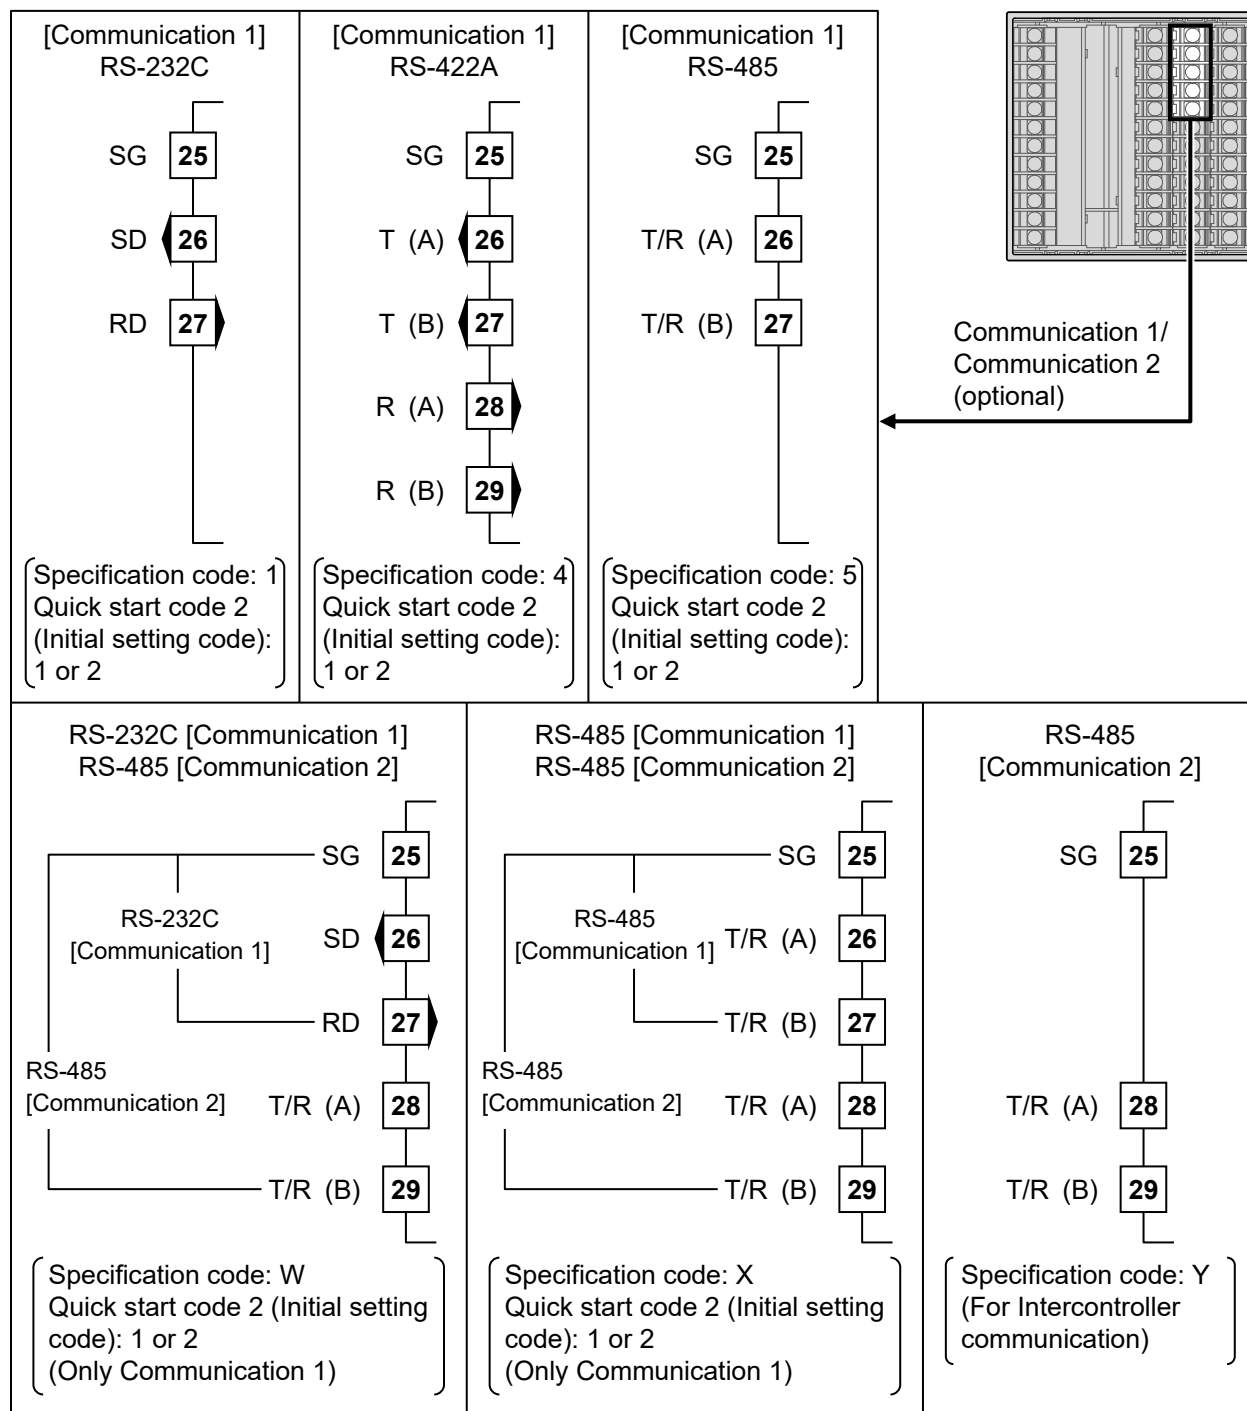 [Communication 1]
RS-232C
SG 25
SD 26
RD 27
Specification code: 1
Quick start code 2
(Initial setting code):
1 or 2
[Communication 1]
RS-422A
SG 25
T (A) 26
T (B) 27
R (A) 28
R (B) 29
Specification code: 4
Quick start code 2
(Initial setting code):
1 or 2
[Communication 1]
RS-485
SG 25
T/R (A) 26
T/R (B) 27
Specification code: 5
Quick start code 2
(Initial setting code):
1 or 2
Communication 1/
Communication 2
(optional)
RS-232C [Communication 1]
RS-485 [Communication 2]
SG 25
RS-232C
[Communication 1]
SD 26
RD 27
RS-485
[Communication 2]
T/R (A) 28
T/R (B) 29
Specification code: W
Quick start code 2 (Initial setting
code): 1 or 2
(Only Communication 1)
RS-485 [Communication 1]
RS-485 [Communication 2]
SG 25
RS-485
[Communication 1]
T/R (A) 26
T/R (B) 27
RS-485
[Communication 2]
T/R (A) 28
T/R (B) 29
Specification code: X
Quick start code 2 (Initial setting
code): 1 or 2
(Only Communication 1)
RS-485
[Communication 2]
SG 25
T/R (A) 28
T/R (B) 29
Specification code: Y
(For Intercontroller
communication)